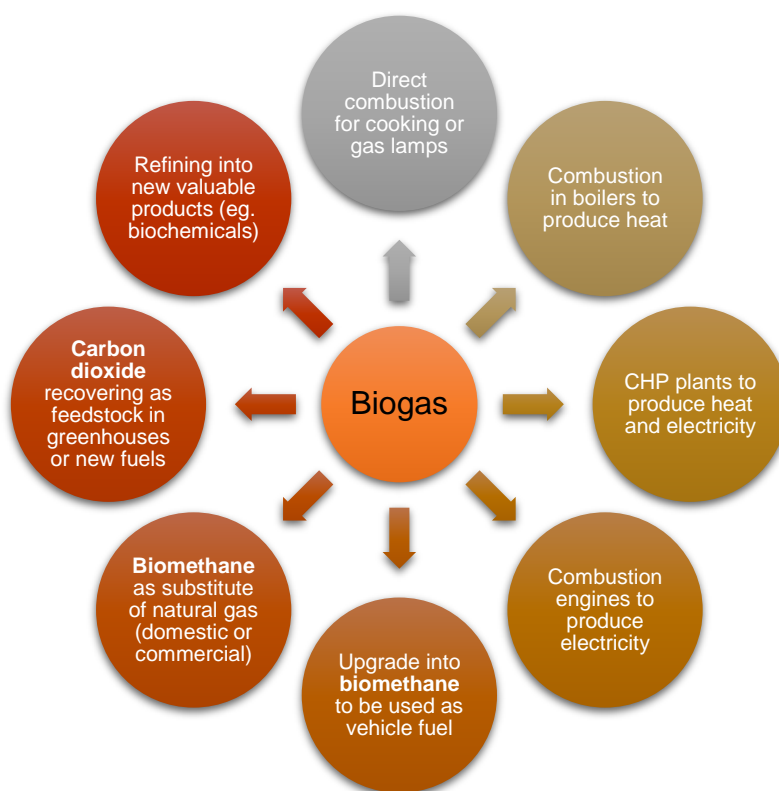 Direct
combustion
for cooking or
gas lamps
Combustion
in boilers to
produce heat
CHP plants to
produce heat
and electricity
Combustion
engines to
produce
electricity
Upgrade into
biomethane
to be used as
vehicle fuel
Biomethane
as substitute
of natural gas
(domestic or
commercial)
Carbon
dioxide
recovering as
feedstock in
greenhouses
or new fuels
Refining into
new valuable
products (eg.
biochemicals)
Biogas